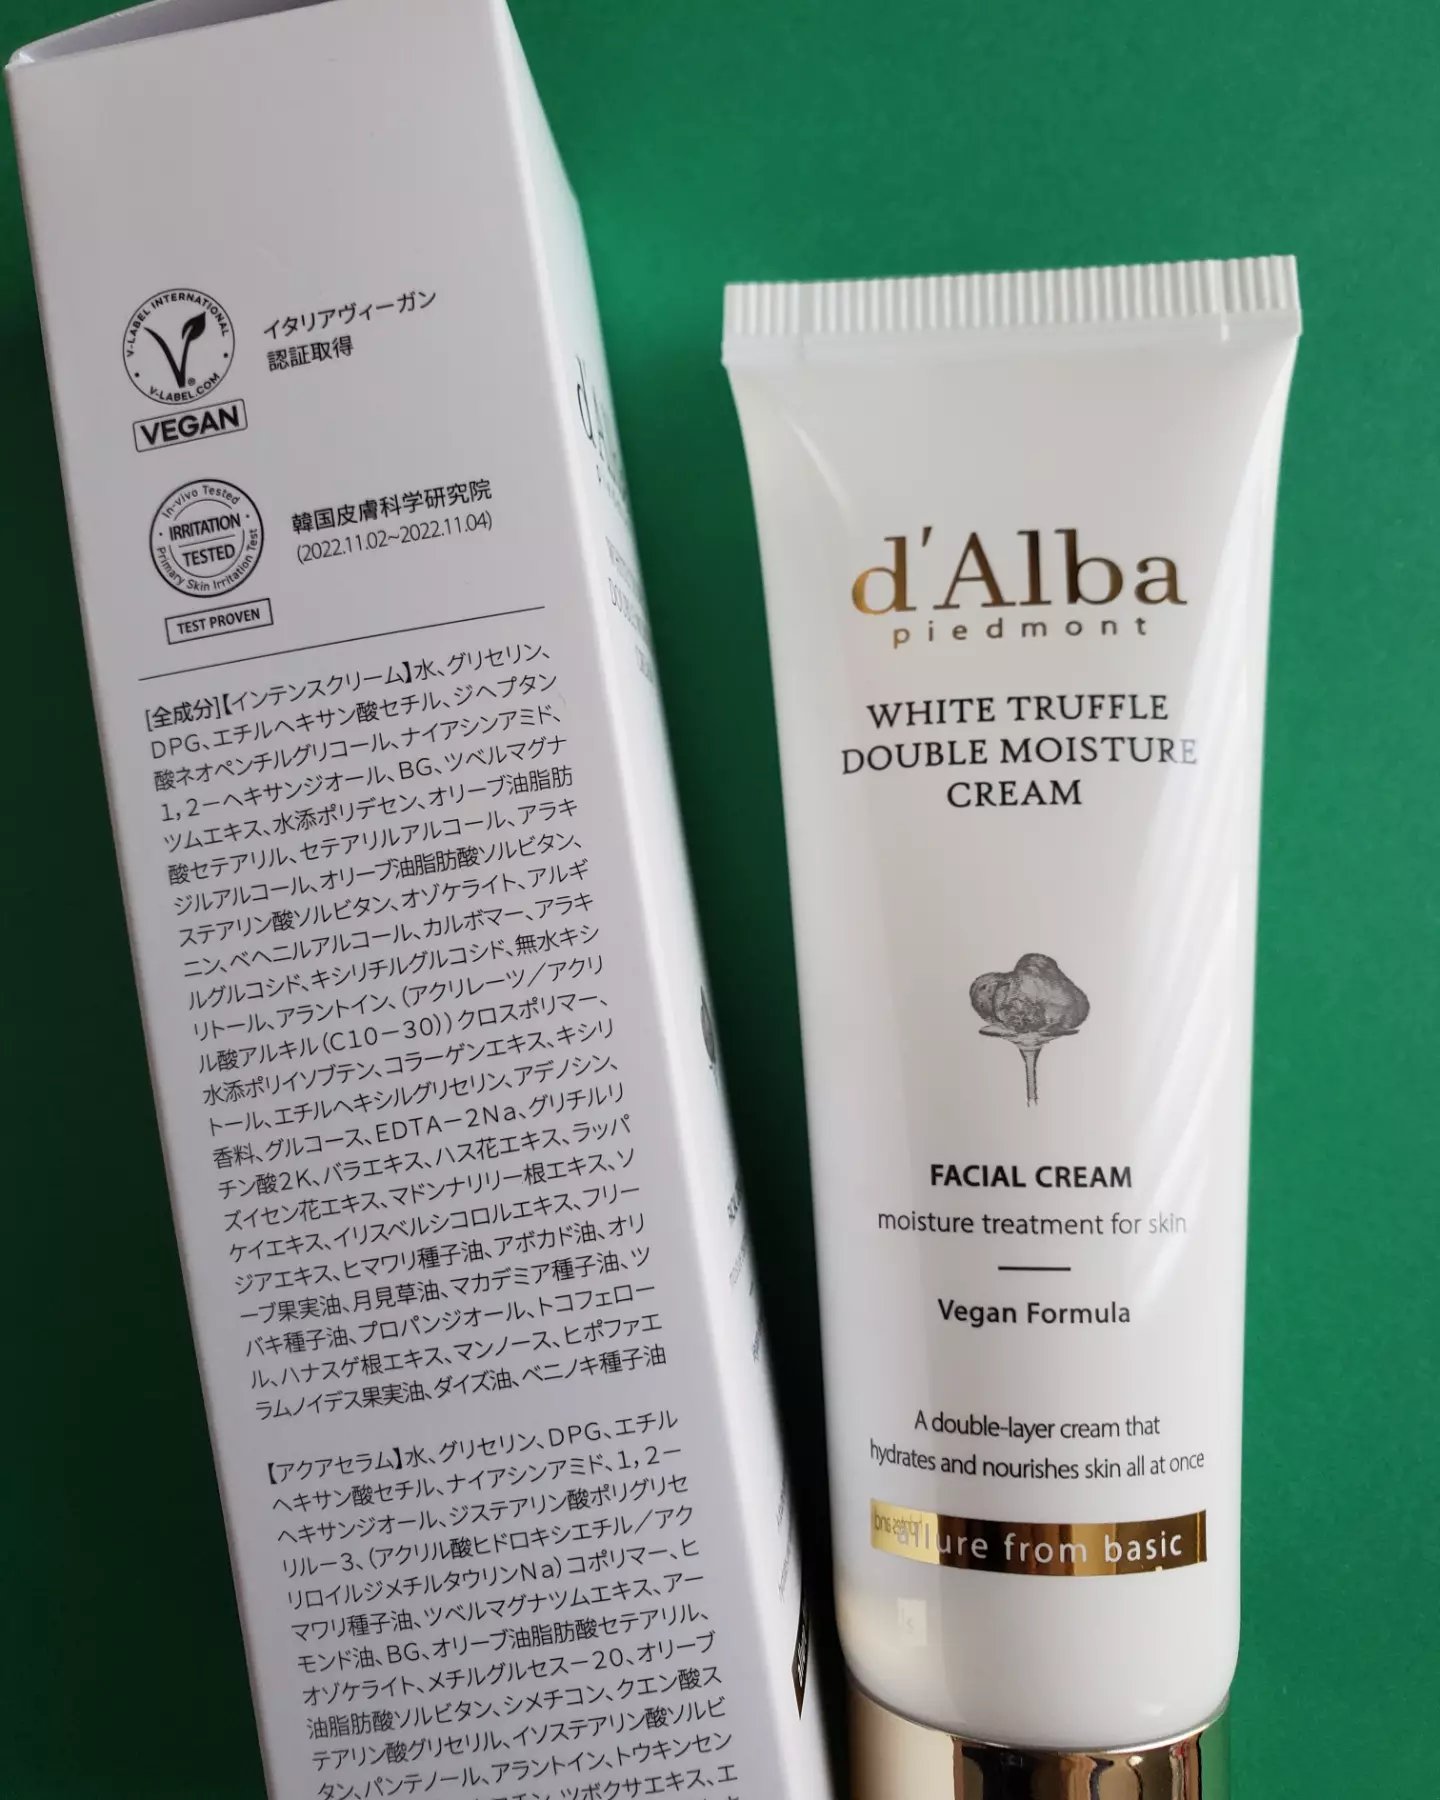 V-LABEL INTERNATIONAL
V-LABEL.COM
VEGAN
イタリアヴィーガン
認証取得
In-vivo Tested
IRRITATION
TESTED
Primary Skin Irritation Test
TEST PROVEN
韓国皮膚科学研究院
(2022.11.02~2022.11.04)
[全成分]【インテンスクリーム】水、グリセリン、
DPG、エチルヘキサン酸セチル、ジヘプタン
酸ネオペンチルグリコール、ナイアシンアミド、
1，2－ヘキサンジオール、BG、ツベルマグナ
ツムエキス、水添ポリデセン、オリーブ油脂肪
酸セテアリル、セテアリルアルコール、アラキ
ジルアルコール、オリーブ油脂肪酸ソルビタン、
ステアリン酸ソルビタン、オゾケライト、アルギ
ニン、ベヘニルアルコール、カルボマー、アラキ
ルグルコシド、キシリチルグルコシド、無水キシ
リトール、アラントイン、（アクリレーツ／アクリ
ル酸アルキル（C10－30））クロスポリマー、
水添ポリイソブテン、コラーゲンエキス、キシリ
トール、エチルヘキシルグリセリン、アデノシン、
香料、グルコース、EDTA－2Na、グリチルリ
チン酸2K、バラエキス、ハス花エキス、ラッパ
ズイセン花エキス、マドンナリリー根エキス、ソ
ケイエキス、イリスベルシコロルエキス、フリー
ジアエキス、ヒマワリ種子油、アボカド油、オリ
ーブ果実油、月見草油、マカデミア種子油、ツ
バキ種子油、プロパンジオール、トコフェロー
ル、ハナスゲ根エキス、マンノース、ヒポファエ
ラムノイデス果実油、ダイズ油、ベニノキ種子油
【アクアセラム】水、グリセリン、DPG、エチル
ヘキサン酸セチル、ナイアシンアミド、1，2－
ヘキサンジオール、ジステアリン酸ポリグリセ
リル－3、（アクリル酸ヒドロキシエチル／アク
リロイルジメチルタウリンNa）コポリマー、ヒ
マワリ種子油、ツベルマグナツムエキス、アー
モンド油、BG、オリーブ油脂肪酸セテアリル、
オゾケライト、メチルグルセス－20、オリーブ
油脂肪酸ソルビタン、シメチコン、クエン酸ス
テアリン酸グリセリル、イソステアリン酸ソルビ
タン、パンテノール、アラントイン、トウキンセン
ツボクサエキス、エ
d'Alba
piedmont
WHITE TRUFFLE
DOUBLE MOISTURE
CREAM
FACIAL CREAM
moisture treatment for skin
Vegan Formula
A double-layer cream that
hydrates and nourishes skin all at once
allure from basic